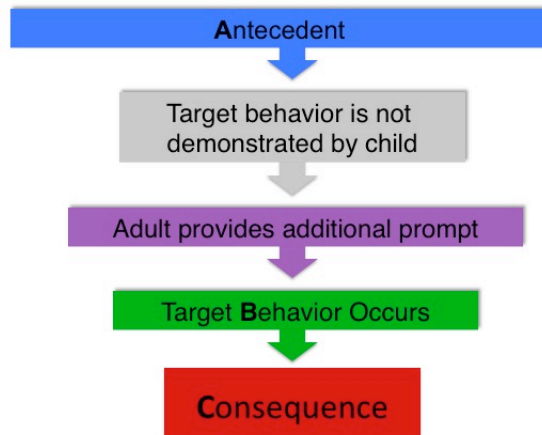 Antecedent
Target behavior is not
demonstrated by child
Adult provides additional prompt
Target Behavior Occurs
Consequence